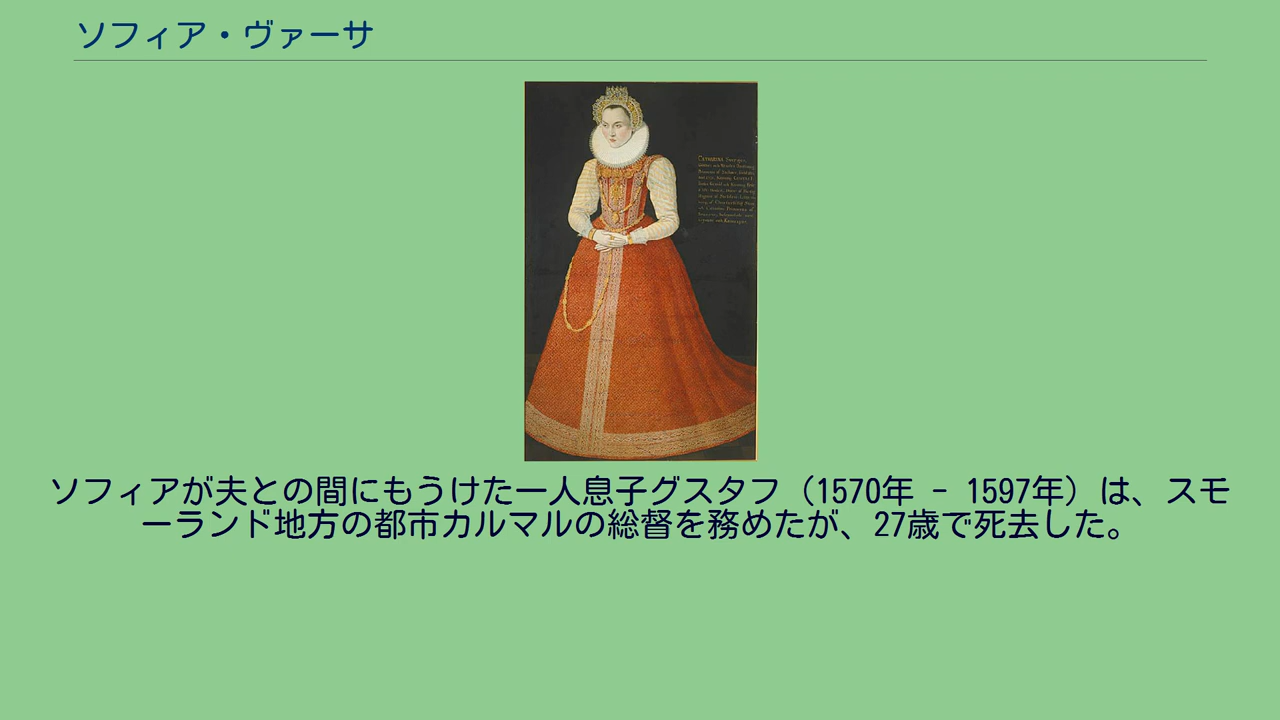 ソフィア・ヴァーサ
CATHARINA
ソフィアが夫との間にもうけた一人息子グスタフ（1570年 - 1597年）は、スモ
ーランド地方の都市カルマルの総督を務めたが、27歳で死去した。